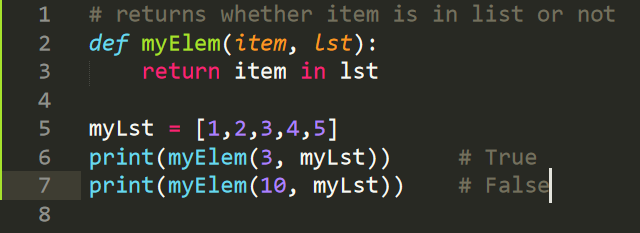 1 # returns whether item is in list or not
2 def myElem(item, lst):
3     return item in lst
4
5 myLst = [1,2,3,4,5]
6 print(myElem(3, myLst))     # True
7 print(myElem(10, myLst))    # False
8